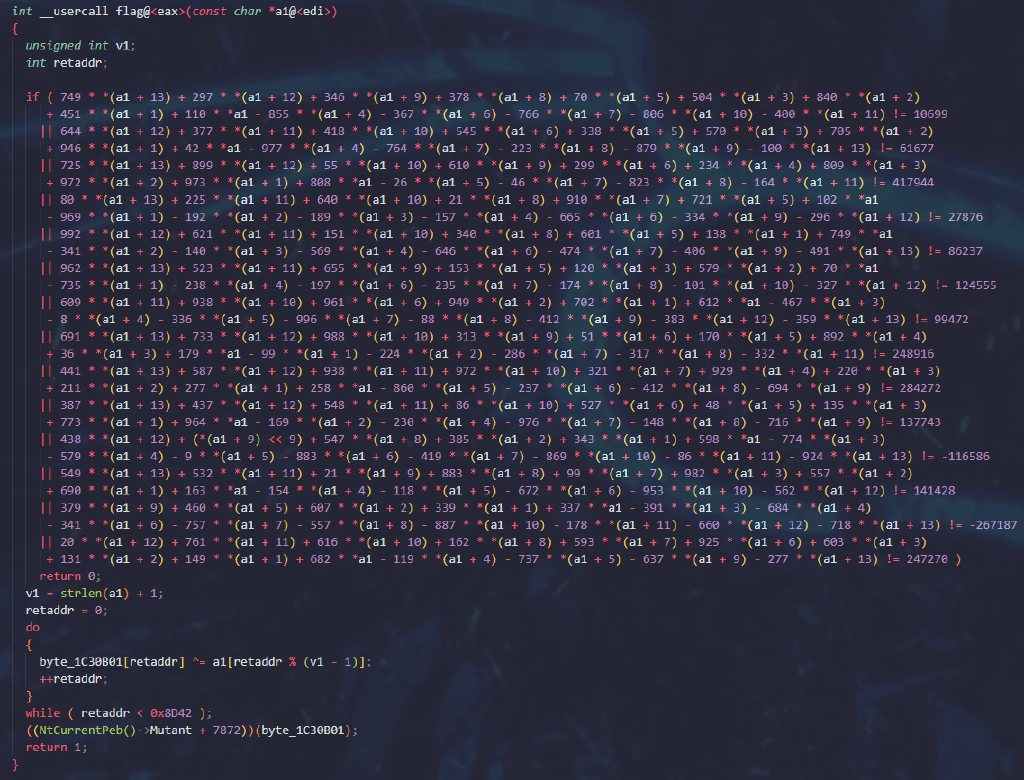 int __usercall flag@<eax>(const char *a1@<edi>)
{
unsigned int v1;
int retaddr;
if ( 749 * *(a1 + 13) + 297 * *(a1 + 12) + 346 * *(a1 + 9) + 378 * *(a1 + 8) + 70 * *(a1 + 5) + 504 * *(a1 + 3) + 840 * *(a1 + 2)
+ 451 * *(a1 + 1) + 110 * *a1 - 855 * *(a1 + 4) - 367 * *(a1 + 6) - 766 * *(a1 + 7) - 806 * *(a1 + 10) - 400 * *(a1 + 11) != 10699
|| 644 * *(a1 + 12) + 377 * *(a1 + 11) + 418 * *(a1 + 10) + 545 * *(a1 + 6) + 338 * *(a1 + 5) + 570 * *(a1 + 3) + 705 * *(a1 + 2)
+ 946 * *(a1 + 1) + 42 * *a1 - 977 * *(a1 + 4) - 764 * *(a1 + 7) - 223 * *(a1 + 8) - 879 * *(a1 + 9) - 100 * *(a1 + 13) != 61677
|| 725 * *(a1 + 13) + 899 * *(a1 + 12) + 55 * *(a1 + 10) + 610 * *(a1 + 9) + 299 * *(a1 + 6) + 234 * *(a1 + 4) + 809 * *(a1 + 3)
+ 972 * *(a1 + 2) + 973 * *(a1 + 1) + 808 * *a1 - 26 * *(a1 + 5) - 46 * *(a1 + 7) - 823 * *(a1 + 8) - 164 * *(a1 + 11) != 417944
|| 80 * *(a1 + 13) + 225 * *(a1 + 11) + 640 * *(a1 + 10) + 21 * *(a1 + 8) + 910 * *(a1 + 7) + 721 * *(a1 + 5) + 102 * *a1
- 969 * *(a1 + 1) - 192 * *(a1 + 2) - 189 * *(a1 + 3) - 157 * *(a1 + 4) - 665 * *(a1 + 6) - 334 * *(a1 + 9) - 296 * *(a1 + 12) != 27876
|| 992 * *(a1 + 12) + 621 * *(a1 + 11) + 151 * *(a1 + 10) + 340 * *(a1 + 8) + 601 * *(a1 + 5) + 138 * *(a1 + 1) + 749 * *a1
- 341 * *(a1 + 2) - 140 * *(a1 + 3) - 569 * *(a1 + 4) - 646 * *(a1 + 6) - 474 * *(a1 + 7) - 406 * *(a1 + 9) - 491 * *(a1 + 13) != 86237
|| 962 * *(a1 + 13) + 523 * *(a1 + 11) + 655 * *(a1 + 9) + 153 * *(a1 + 5) + 120 * *(a1 + 3) + 579 * *(a1 + 2) + 70 * *a1
- 735 * *(a1 + 1) - 238 * *(a1 + 4) - 197 * *(a1 + 6) - 235 * *(a1 + 7) - 174 * *(a1 + 8) - 101 * *(a1 + 10) - 327 * *(a1 + 12) != 124555
|| 609 * *(a1 + 11) + 938 * *(a1 + 10) + 961 * *(a1 + 6) + 949 * *(a1 + 2) + 702 * *(a1 + 1) + 612 * *a1 - 467 * *(a1 + 3)
- 8 * *(a1 + 4) - 336 * *(a1 + 5) - 996 * *(a1 + 7) - 88 * *(a1 + 8) - 412 * *(a1 + 9) - 383 * *(a1 + 12) - 359 * *(a1 + 13) != 99472
|| 691 * *(a1 + 13) + 733 * *(a1 + 12) + 988 * *(a1 + 10) + 313 * *(a1 + 9) + 51 * *(a1 + 6) + 170 * *(a1 + 5) + 892 * *(a1 + 4)
+ 36 * *(a1 + 3) + 179 * *a1 - 99 * *(a1 + 1) - 224 * *(a1 + 2) - 286 * *(a1 + 7) - 317 * *(a1 + 8) - 332 * *(a1 + 11) != 248916
|| 441 * *(a1 + 13) + 587 * *(a1 + 12) + 938 * *(a1 + 11) + 972 * *(a1 + 10) + 321 * *(a1 + 7) + 929 * *(a1 + 4) + 220 * *(a1 + 3)
+ 211 * *(a1 + 2) + 277 * *(a1 + 1) + 258 * *a1 - 860 * *(a1 + 5) - 237 * *(a1 + 6) - 412 * *(a1 + 8) - 694 * *(a1 + 9) != 284272
|| 387 * *(a1 + 13) + 437 * *(a1 + 12) + 548 * *(a1 + 11) + 86 * *(a1 + 10) + 527 * *(a1 + 6) + 48 * *(a1 + 5) + 135 * *(a1 + 3)
+ 773 * *(a1 + 1) + 964 * *a1 - 169 * *(a1 + 2) - 230 * *(a1 + 4) - 976 * *(a1 + 7) - 148 * *(a1 + 8) - 716 * *(a1 + 9) != 137743
|| 438 * *(a1 + 12) + (*(a1 + 9) << 9) + 547 * *(a1 + 8) + 385 * *(a1 + 2) + 343 * *(a1 + 1) + 598 * *a1 - 774 * *(a1 + 3)
- 579 * *(a1 + 4) - 9 * *(a1 + 5) - 883 * *(a1 + 6) - 419 * *(a1 + 7) - 869 * *(a1 + 10) - 86 * *(a1 + 11) - 924 * *(a1 + 13) != -116586
|| 549 * *(a1 + 13) + 532 * *(a1 + 11) + 21 * *(a1 + 9) + 883 * *(a1 + 8) + 99 * *(a1 + 7) + 982 * *(a1 + 3) + 557 * *(a1 + 2)
+ 690 * *(a1 + 1) + 163 * *a1 - 154 * *(a1 + 4) - 118 * *(a1 + 5) - 672 * *(a1 + 6) - 953 * *(a1 + 10) - 562 * *(a1 + 12) != 141428
|| 379 * *(a1 + 9) + 460 * *(a1 + 5) + 607 * *(a1 + 2) + 339 * *(a1 + 1) + 337 * *a1 - 391 * *(a1 + 3) - 684 * *(a1 + 4)
- 341 * *(a1 + 6) - 757 * *(a1 + 7) - 557 * *(a1 + 8) - 887 * *(a1 + 10) - 178 * *(a1 + 11) - 660 * *(a1 + 12) - 718 * *(a1 + 13) != -267187
|| 20 * *(a1 + 12) + 761 * *(a1 + 11) + 616 * *(a1 + 10) + 162 * *(a1 + 8) + 593 * *(a1 + 7) + 925 * *(a1 + 6) + 603 * *(a1 + 3)
+ 131 * *(a1 + 2) + 149 * *(a1 + 1) + 682 * *a1 - 119 * *(a1 + 4) - 737 * *(a1 + 5) - 637 * *(a1 + 9) - 277 * *(a1 + 13) != 247270 )
return 0;
v1 = strlen(a1) + 1;
retaddr = 0;
do
{
byte_1C30B01[retaddr] ^= a1[retaddr % (v1 - 1)];
++retaddr;
}
while ( retaddr < 0x8D42 );
((NtCurrentPeb()->Mutant + 7872))(byte_1C30B01);
return 1;
}